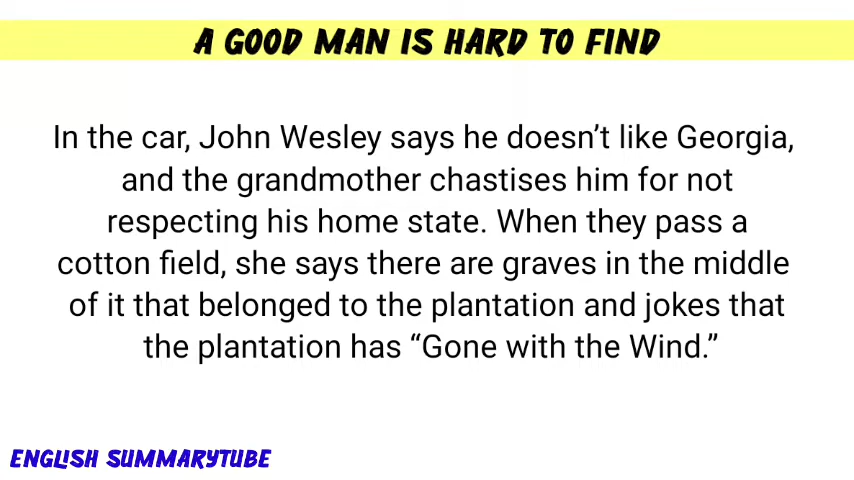 A GOOD MAN IS HARD TO FIND
In the car, John Wesley says he doesn’t like Georgia,
and the grandmother chastises him for not
respecting his home state. When they pass a
cotton field, she says there are graves in the middle
of it that belonged to the plantation and jokes that
the plantation has “Gone with the Wind.”
ENGLISH SUMMARYTUBE